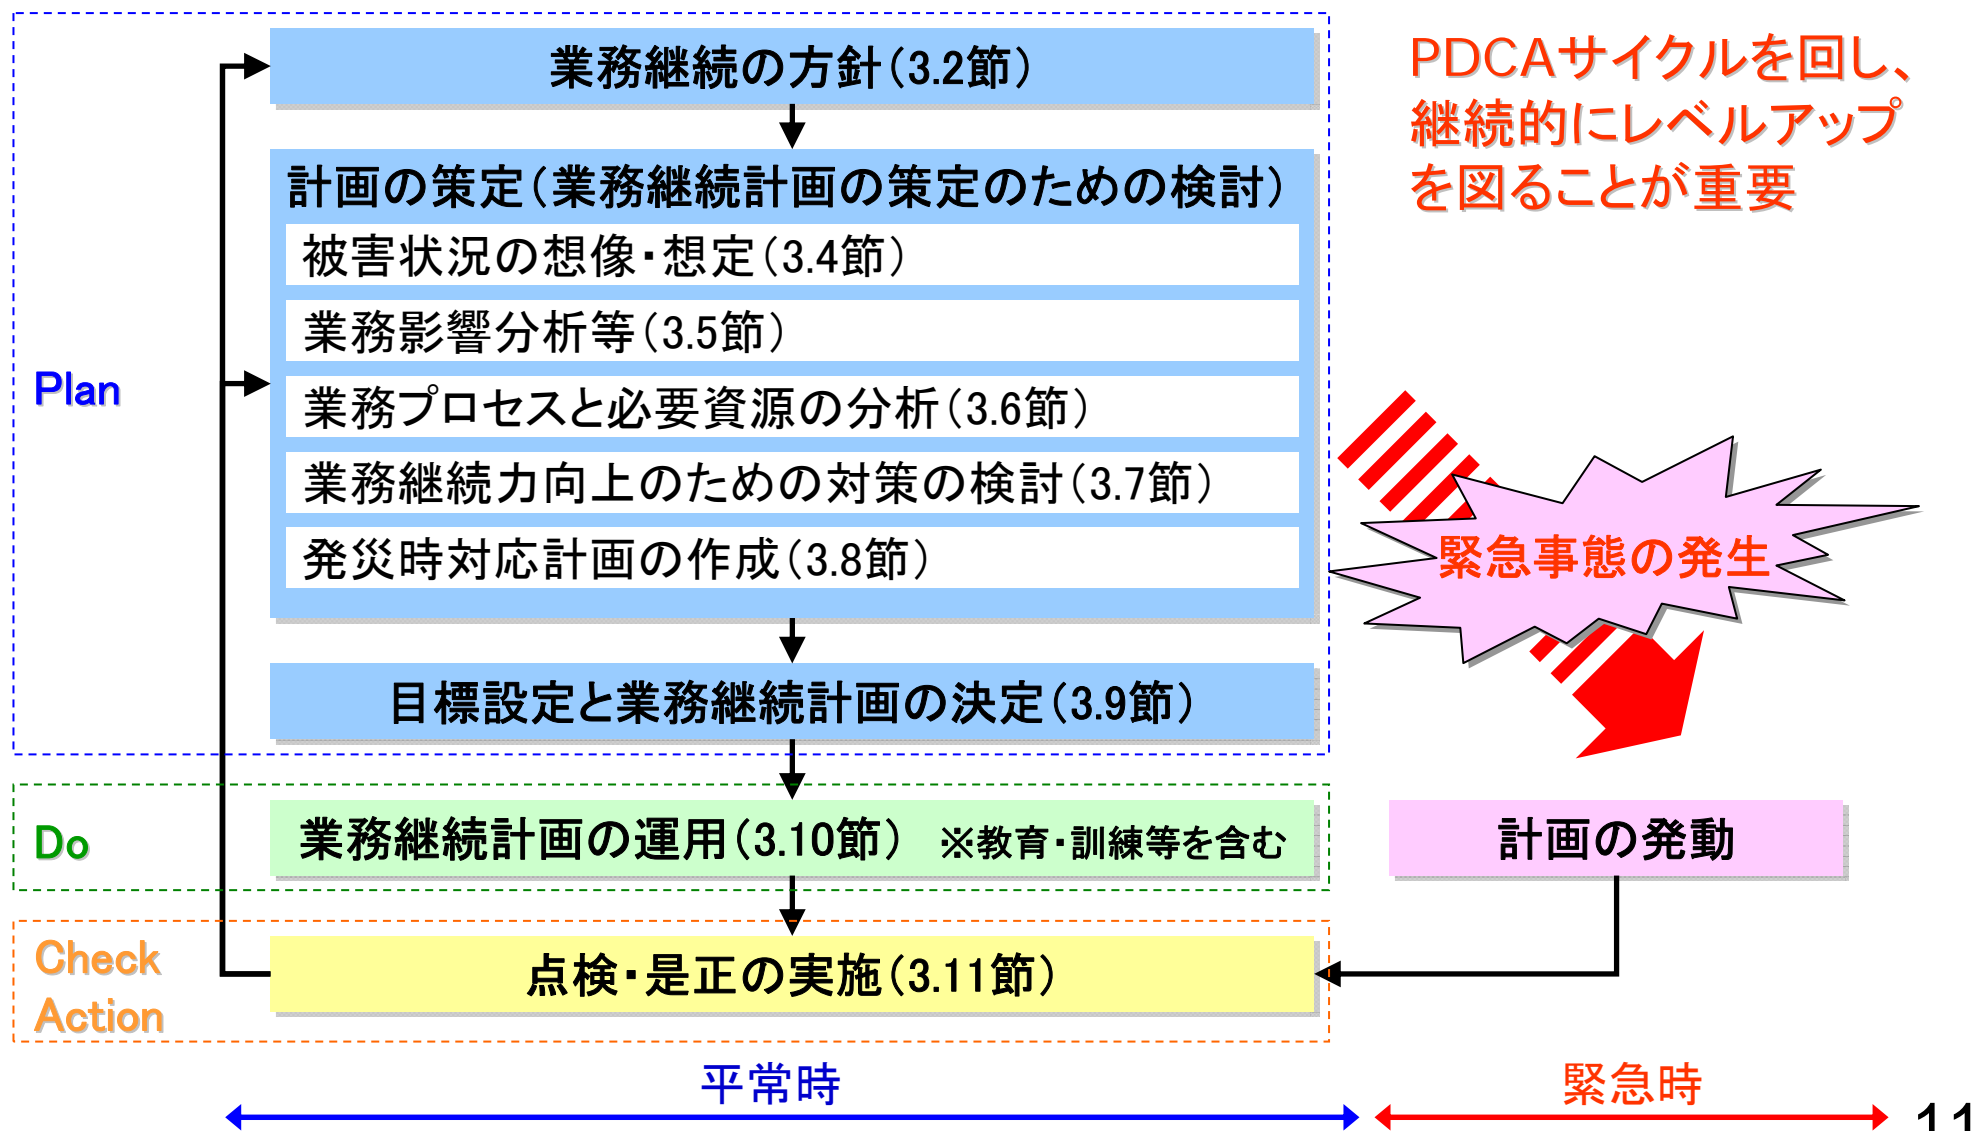 業務継続の方針(3.2節)
PDCAサイクルを回し、
継続的にレベルアップ
を図ることが重要
計画の策定(業務継続計画の策定のための検討)
被害状況の想像・想定(3.4節)
業務影響分析等(3.5節)
Plan
業務プロセスと必要資源の分析(3.6節)
業務継続力向上のための対策の検討(3.7節)
発災時対応計画の作成(3.8節)
緊急事態の発生
目標設定と業務継続計画の決定(3.9節)
Do
業務継続計画の運用(3.10節) ※教育・訓練等を含む
計画の発動
Check
Action
点検・是正の実施(3.11節)
平常時
緊急時
11